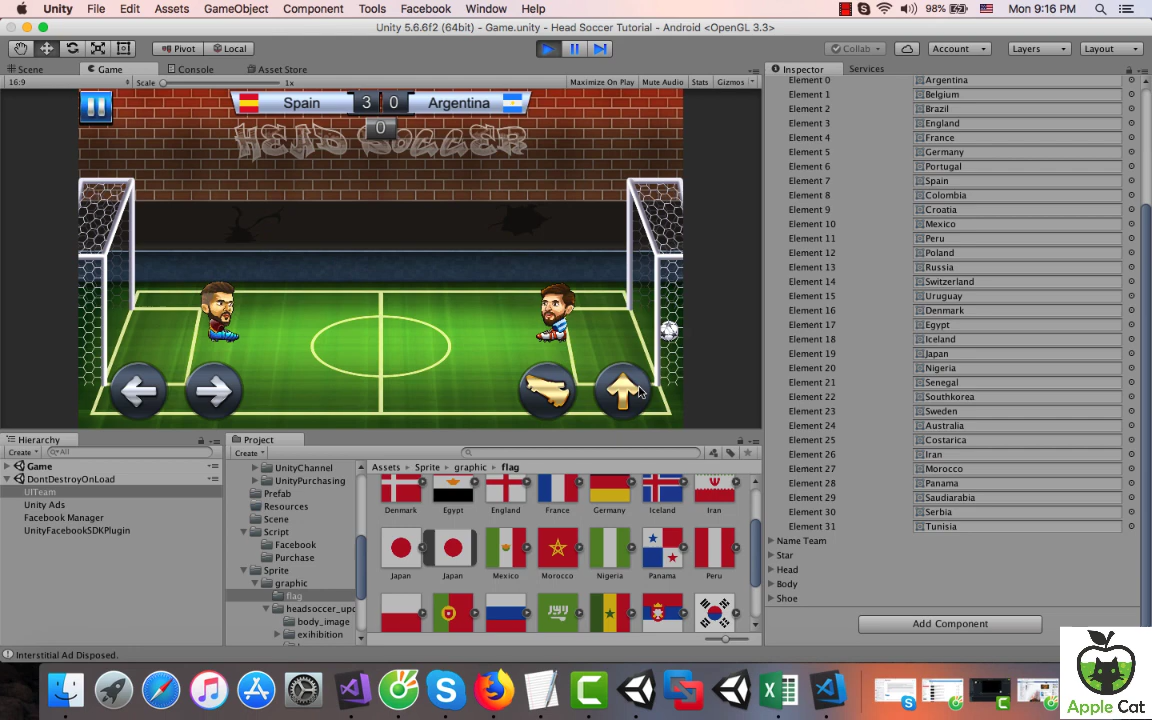 Unity File Edit Assets GameObject Component Tools Facebook Window Help 98% Mon 9:16 PM
Unity 5.6.6f2 (64bit) - Game.unity - Head Soccer Tutorial - Android <OpenGL 3.3>
Pivot Local Collab Account Layers Layout
Scene Game Console Asset Store Inspector Services
16:9 Scale 1x Maximize On Play Mute Audio Stats Gizmos
Spain 3 0 Argentina
0
HEAD SOCCER
Element 0 Argentina
Element 1 Belgium
Element 2 Brazil
Element 3 England
Element 4 France
Element 5 Germany
Element 6 Portugal
Element 7 Spain
Element 8 Colombia
Element 9 Croatia
Element 10 Mexico
Element 11 Peru
Element 12 Poland
Element 13 Russia
Element 14 Switzerland
Element 15 Uruguay
Element 16 Denmark
Element 17 Egypt
Element 18 Iceland
Element 19 Japan
Element 20 Nigeria
Element 21 Senegal
Element 22 Southkorea
Element 23 Sweden
Element 24 Australia
Element 25 Costarica
Element 26 Iran
Element 27 Morocco
Element 28 Panama
Element 29 Saudiarabia
Element 30 Serbia
Element 31 Tunisia
Name Team
Star
Head
Body
Shoe
Add Component
Hierarchy
Create All
Game
DontDestroyOnLoad
UITeam
Unity Ads
Facebook Manager
UnityFacebookSDKPlugin
Project
Create
UnityChannel
UnityPurchasing
Prefab
Resources
Scene
Script
Facebook
Purchase
Sprite
graphic
flag
headsoccer_upd
body_image
exihibition
Assets Sprite graphic flag
Denmark Egypt England France Germany Iceland Iran
Japan Japan Mexico Morocco Nigeria Panama Peru
Interstitial Ad Disposed.
Apple Cat